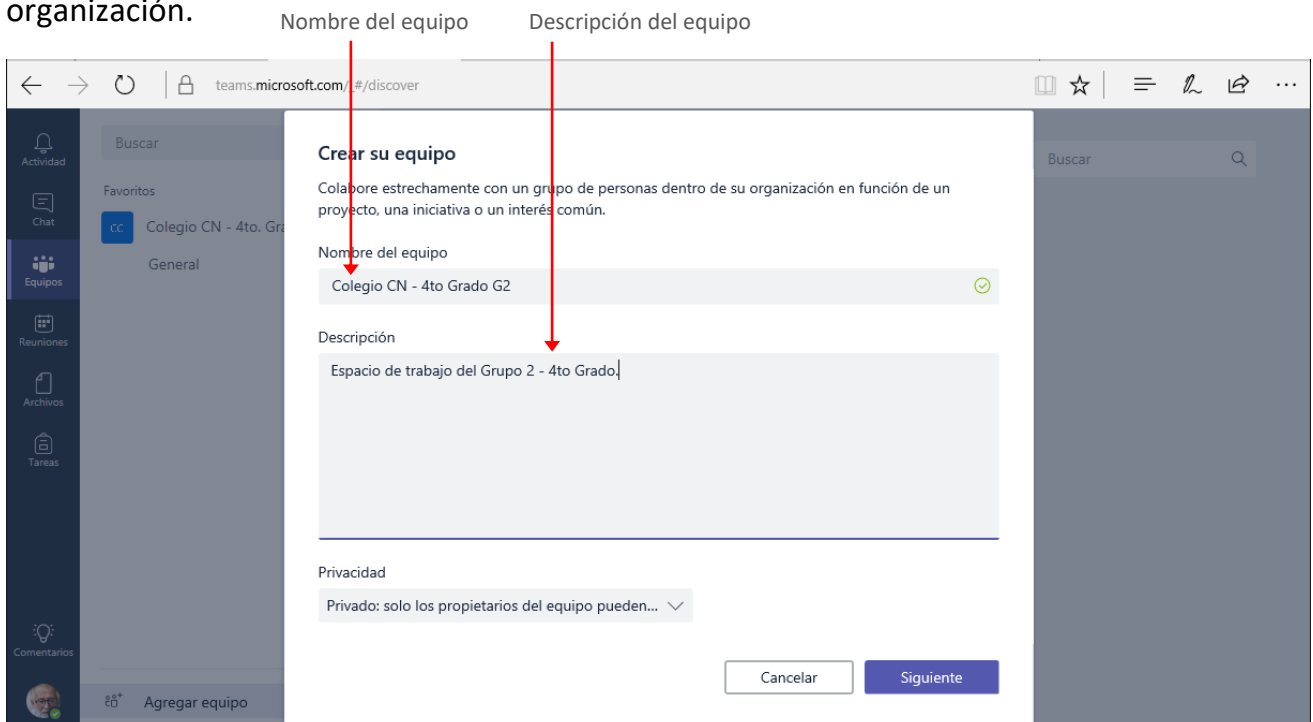 organización.
Nombre del equipo Descripción del equipo
teams.microsoft.com/_#/discover
Actividad
Chat
Equipos
Reuniones
Archivos
Tareas
Comentarios
Buscar
Favoritos
CC Colegio CN - 4to. Gra
General
Agregar equipo
Crear su equipo
Colabore estrechamente con un grupo de personas dentro de su organización en función de un
proyecto, una iniciativa o un interés común.
Nombre del equipo
Colegio CN - 4to Grado G2
Descripción
Espacio de trabajo del Grupo 2 - 4to Grado.
Privacidad
Privado: solo los propietarios del equipo pueden...
Cancelar Siguiente
Buscar